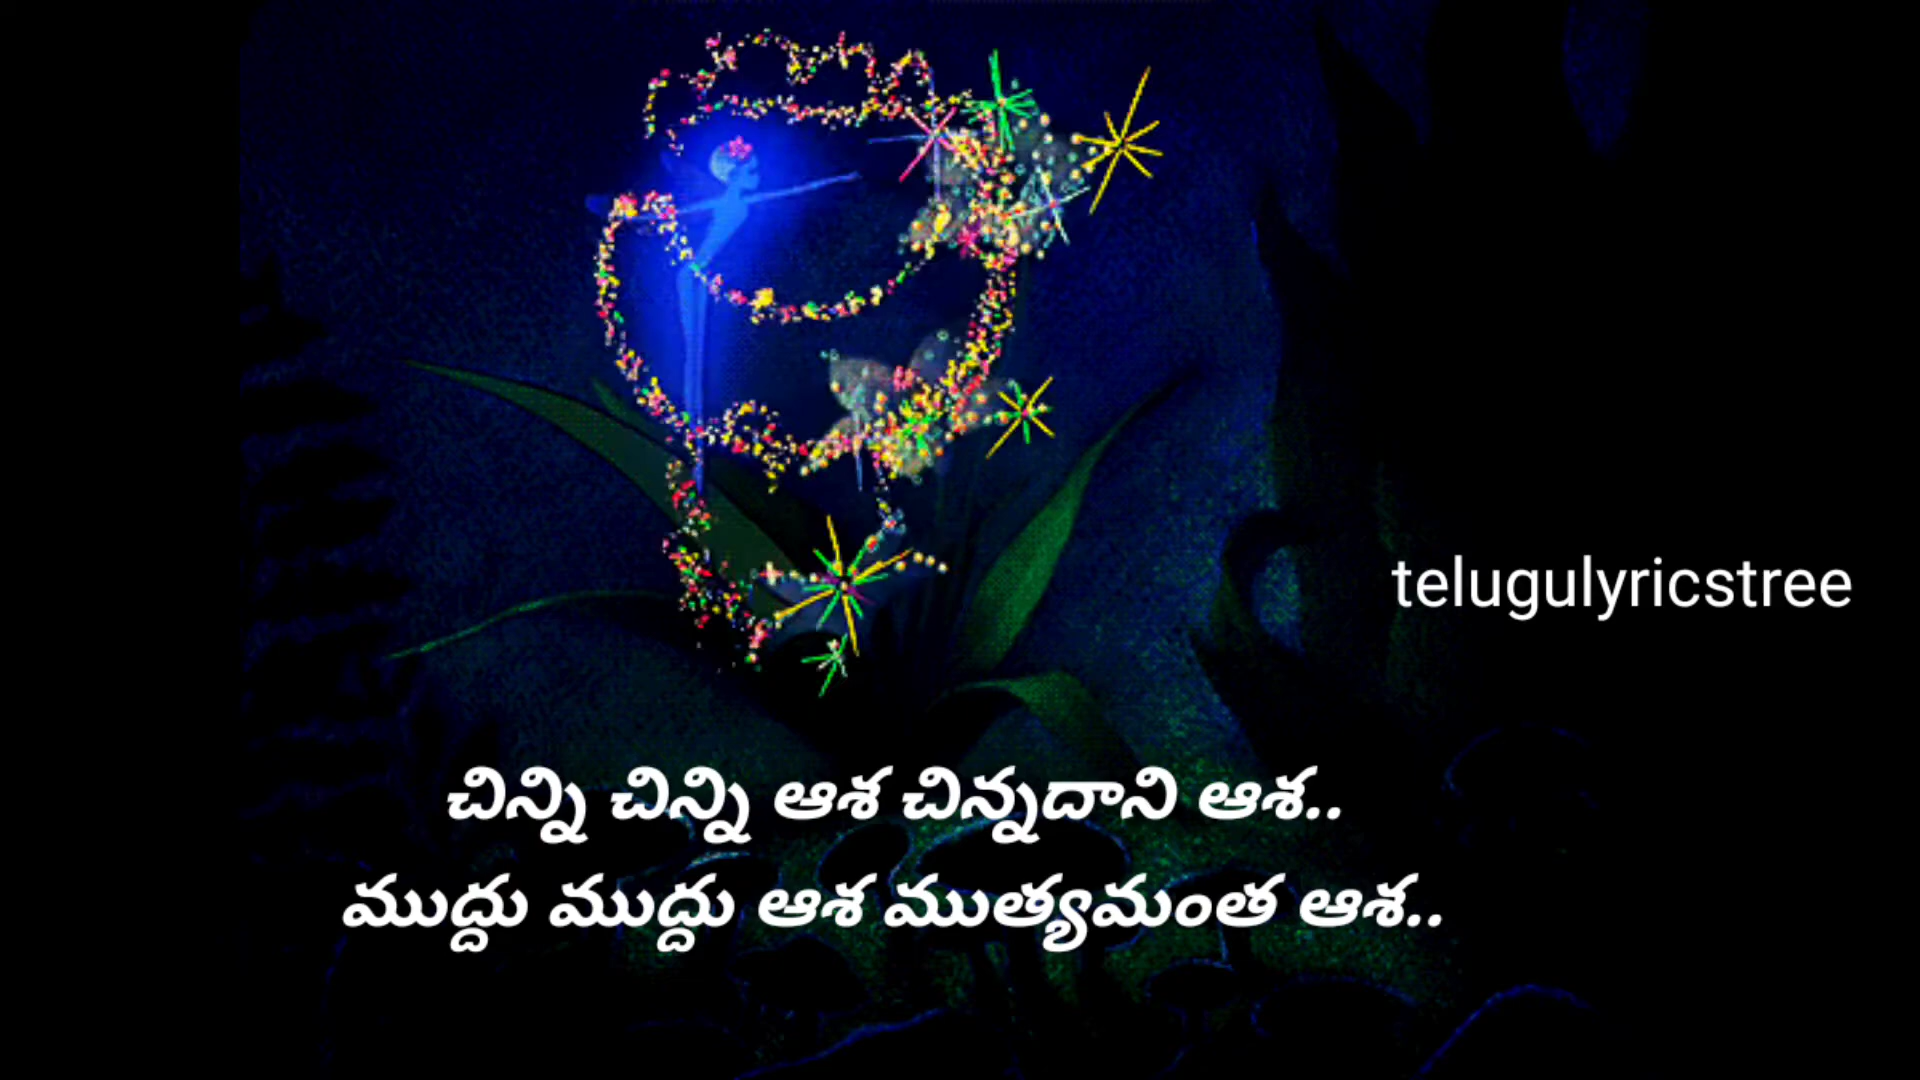 telugulyricstree
చిన్ని చిన్ని ఆశ చిన్నదాని ఆశ..
ముద్దు ముద్దు ఆశ ముత్యమంత ఆశ..